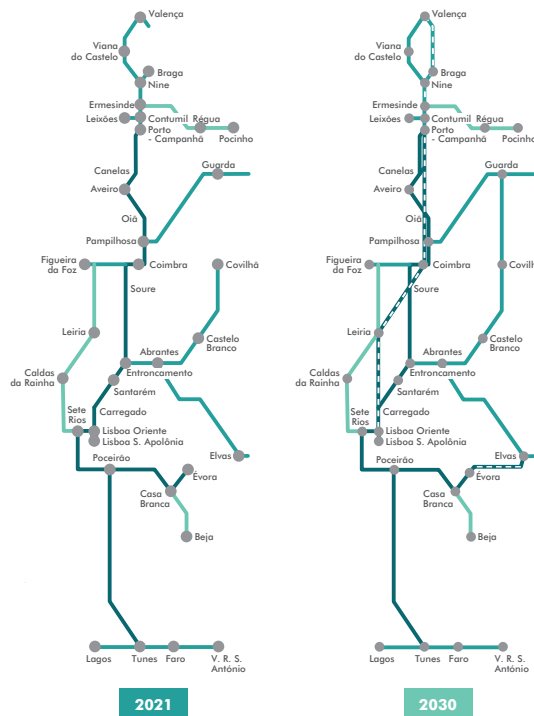 Valença
Viana
do Castelo
Braga
Nine
Ermesinde
Leixões
Contumil
Régua
Porto
- Campanhã
Pocinho
Canelas
Guarda
Aveiro
Oiã
Pampilhosa
Figueira
da Foz
Coimbra
Covilhã
Soure
Leiria
Castelo
Branco
Abrantes
Entroncamento
Caldas
da Rainha
Santarém
Carregado
Sete
Rios
Lisboa Oriente
Lisboa S. Apolônia
Poceirão
Elvas
Évora
Casa
Branca
Beja
Lagos
Tunes
Faro
V. R. S.
António
2021
Valença
Viana
do Castelo
Braga
Nine
Ermesinde
Leixões
Contumil
Régua
Porto
- Campanhã
Pocinho
Canelas
Guarda
Aveiro
Oiã
Pampilhosa
Figueira
da Foz
Coimbra
Covilhã
Soure
Leiria
Castelo
Branco
Abrantes
Entroncamento
Caldas
da Rainha
Santarém
Carregado
Sete
Rios
Lisboa Oriente
Lisboa S. Apolônia
Poceirão
Elvas
Évora
Casa
Branca
Beja
Lagos
Tunes
Faro
V. R. S.
António
2030